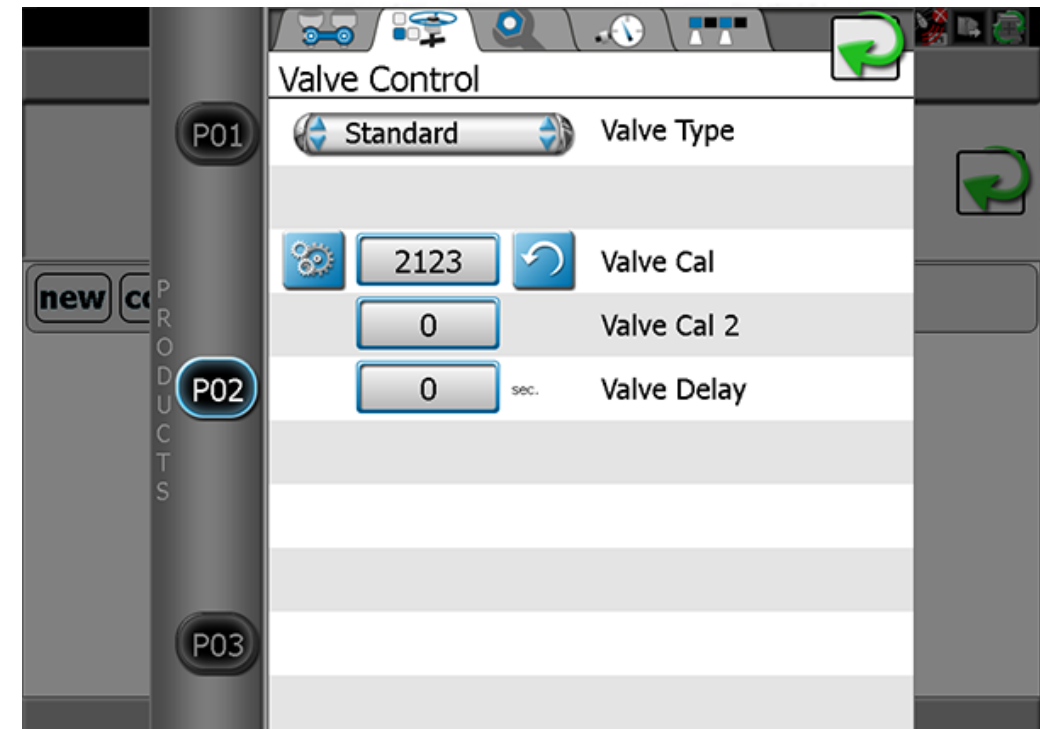 Valve Control
P01
Standard
Valve Type
2123
Valve Cal
new
PRODUCTS
0
Valve Cal 2
P02
0
sec.
Valve Delay
P03